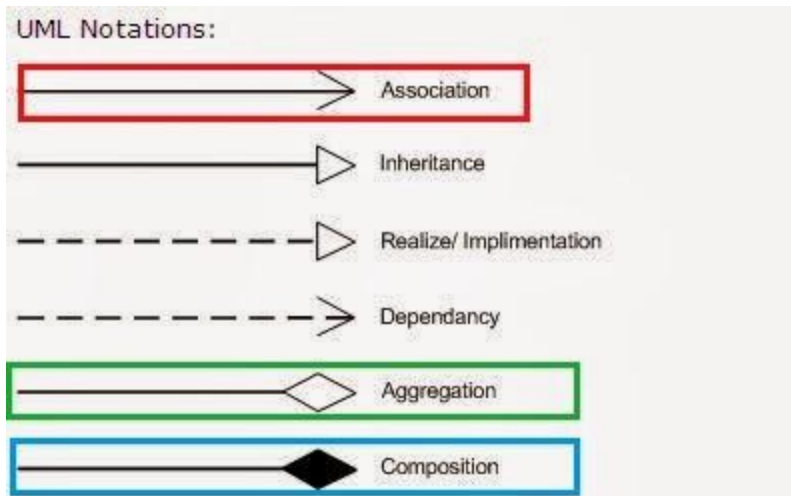 UML Notations:
Association
Inheritance
Realize/ Implimentation
Dependancy
Aggregation
Composition